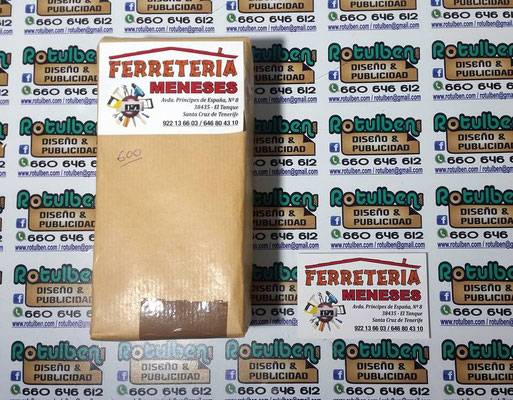 FERRETERÍA
MENESES
Avda. Príncipes de España, Nº 8
38435 - El Tanque
Santa Cruz de Tenerife
922 13 66 03 / 646 80 43 10
600
FERRETERÍA
MENESES
Avda. Príncipes de España, Nº 8
38435 - El Tanque
Santa Cruz de Tenerife
922 13 66 03 / 646 80 43 10
Rotulben
DISEÑO &
PUBLICIDAD
660 646 612
www.rotulben.com / rotulben@gmail.com